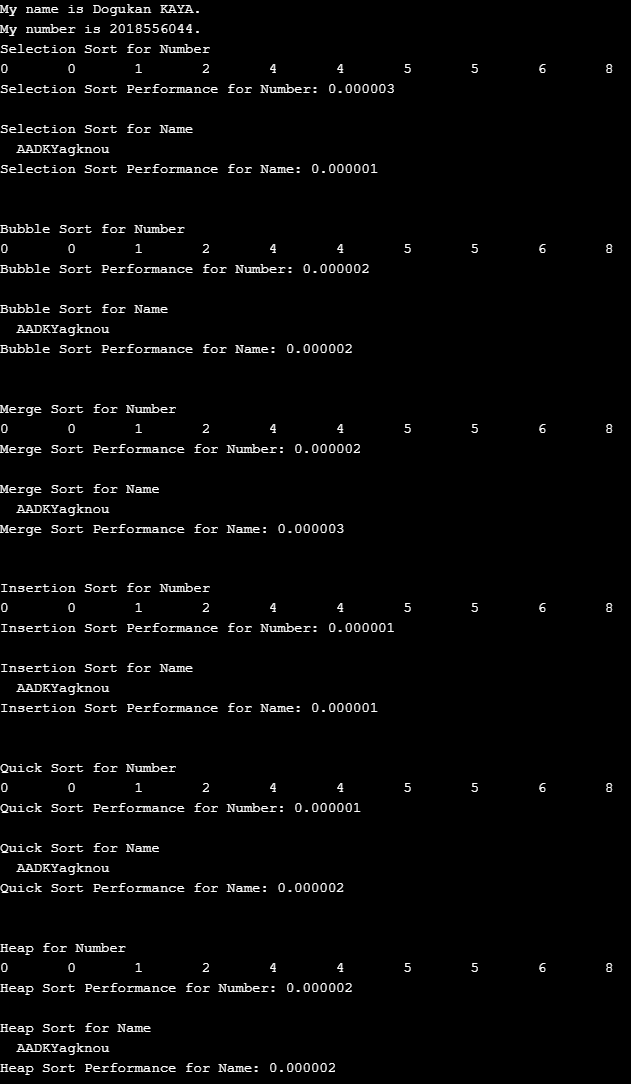 My name is Dogukan KAYA.
My number is 2018556044.
Selection Sort for Number
0 0 1 2 4 4 5 5 6 8
Selection Sort Performance for Number: 0.000003
Selection Sort for Name
AADKYagknou
Selection Sort Performance for Name: 0.000001
Bubble Sort for Number
0 0 1 2 4 4 5 5 6 8
Bubble Sort Performance for Number: 0.000002
Bubble Sort for Name
AADKYagknou
Bubble Sort Performance for Name: 0.000002
Merge Sort for Number
0 0 1 2 4 4 5 5 6 8
Merge Sort Performance for Number: 0.000002
Merge Sort for Name
AADKYagknou
Merge Sort Performance for Name: 0.000003
Insertion Sort for Number
0 0 1 2 4 4 5 5 6 8
Insertion Sort Performance for Number: 0.000001
Insertion Sort for Name
AADKYagknou
Insertion Sort Performance for Name: 0.000001
Quick Sort for Number
0 0 1 2 4 4 5 5 6 8
Quick Sort Performance for Number: 0.000001
Quick Sort for Name
AADKYagknou
Quick Sort Performance for Name: 0.000002
Heap for Number
0 0 1 2 4 4 5 5 6 8
Heap Sort Performance for Number: 0.000002
Heap Sort for Name
AADKYagknou
Heap Sort Performance for Name: 0.000002